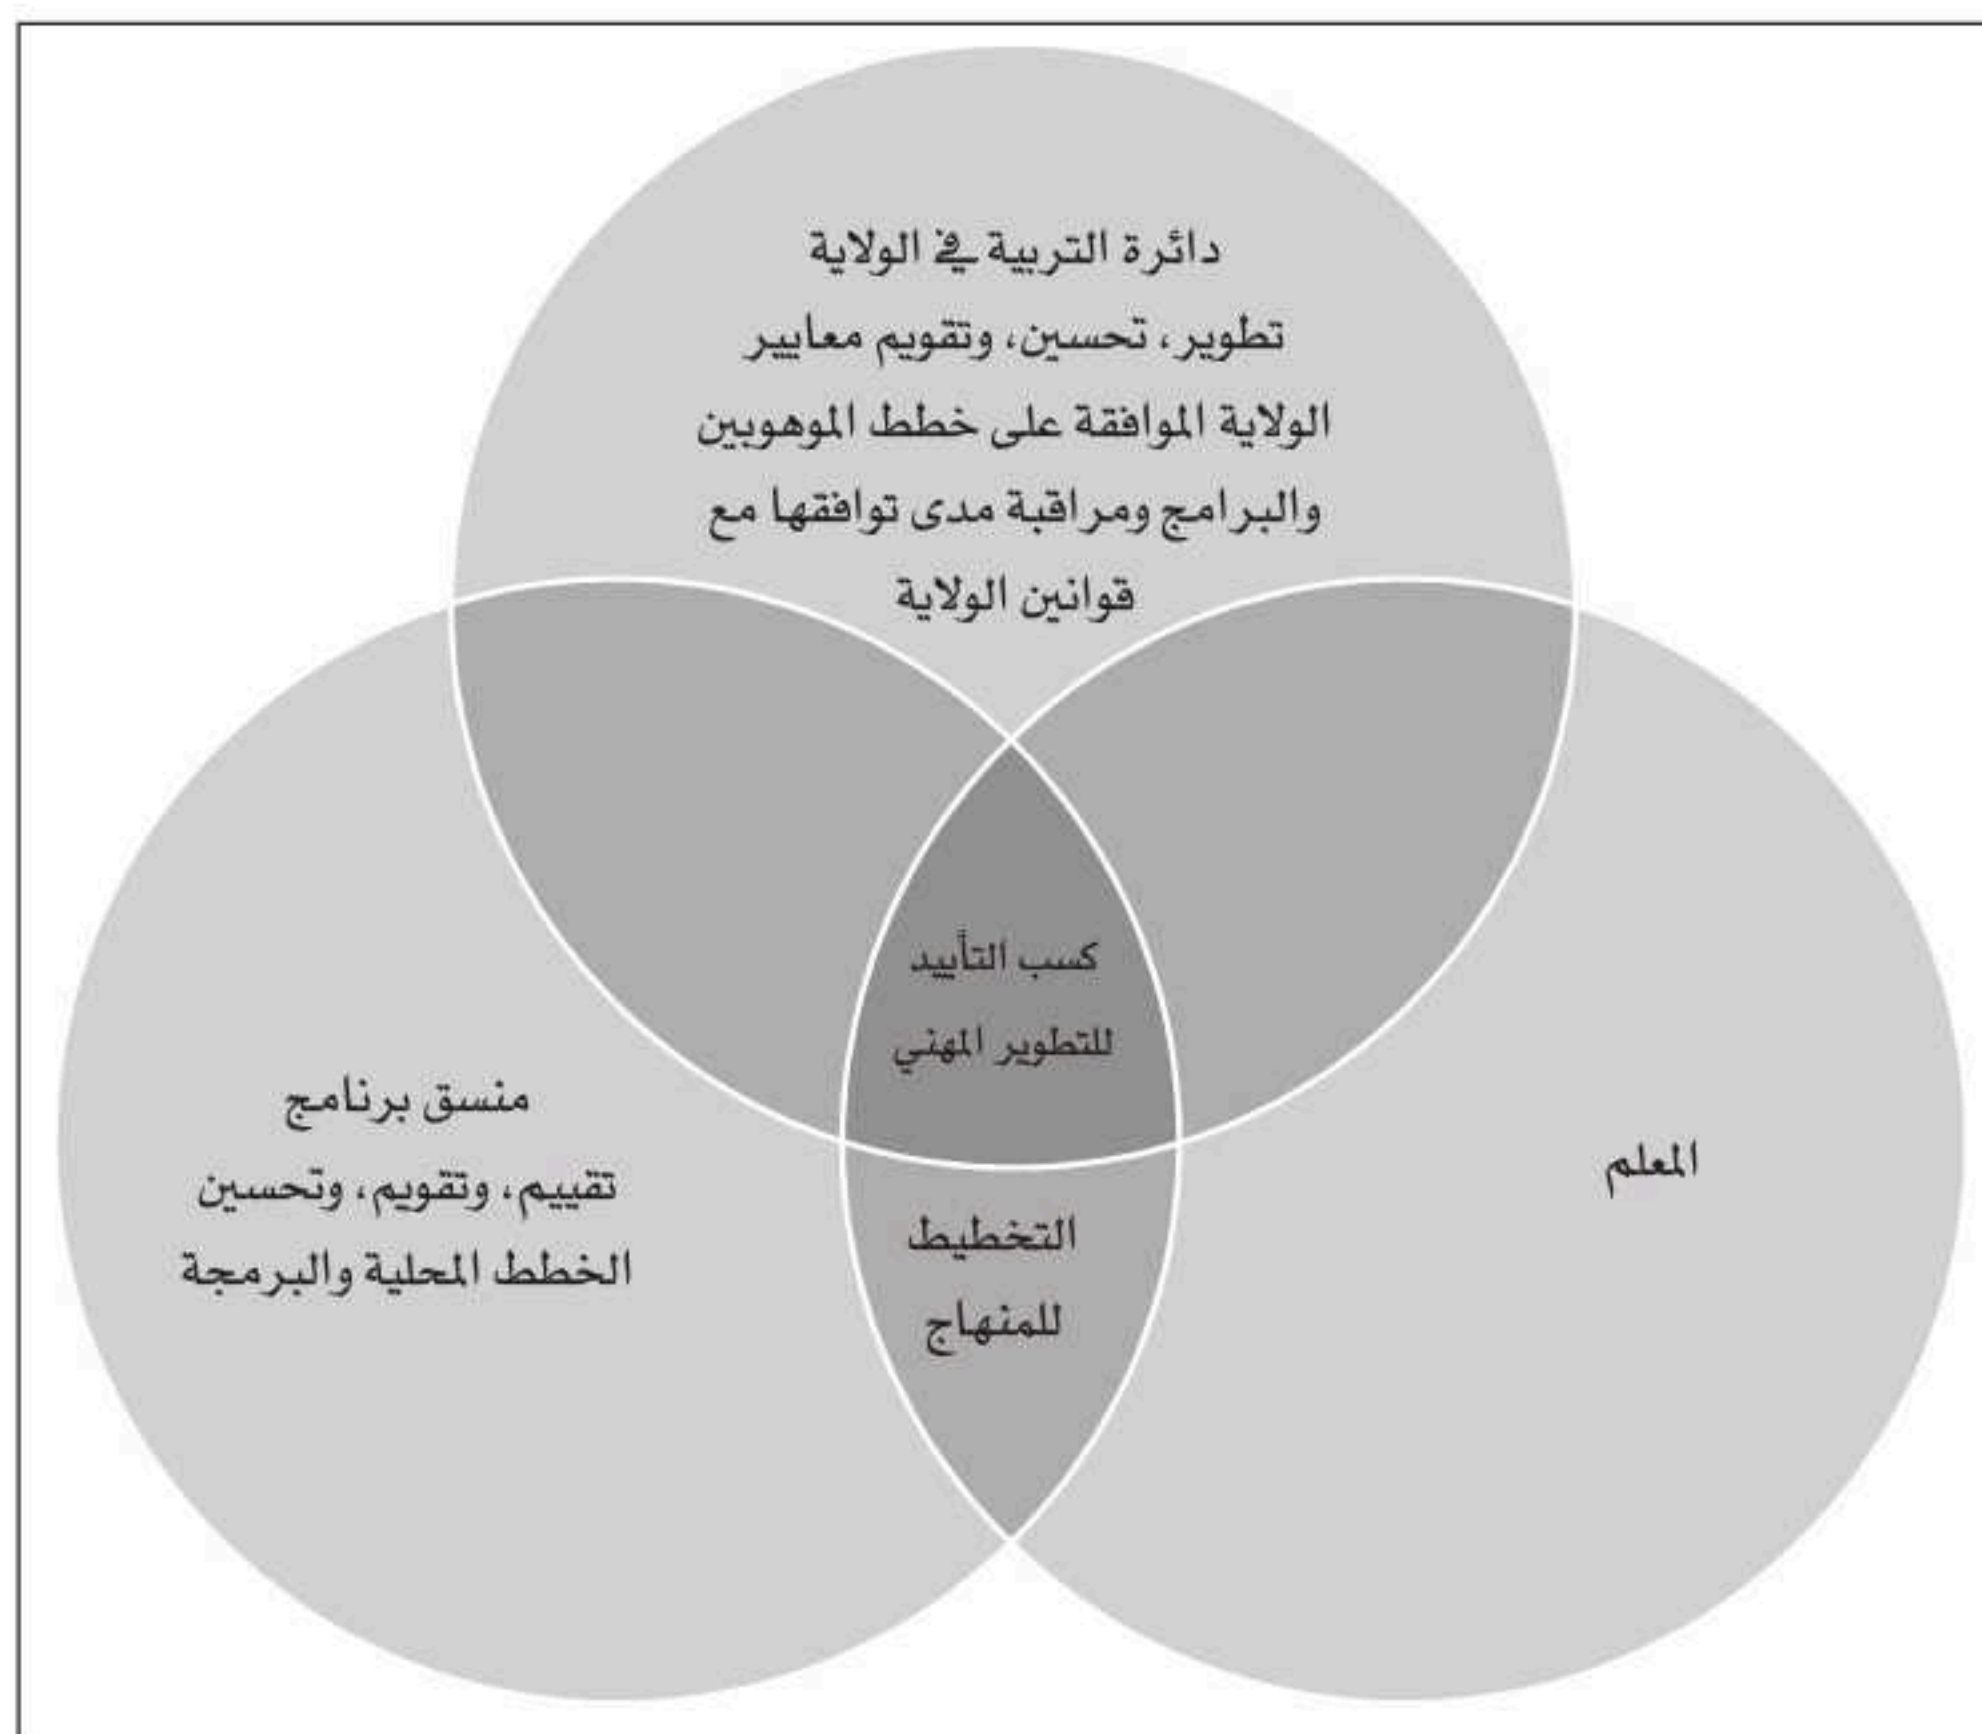 دائرة التربية في الولاية
تطوير، تحسين، وتقويم معايير
الولاية الموافقة على خطط الموهوبين
والبرامج ومراقبة مدى توافقها مع
قوانين الولاية
كسب التأييد
للتطوير المهني
منسق برنامج
تقييم، وتقويم، وتحسين
الخطط المحلية والبرمجة
المعلم
التخطيط
للمنهاج